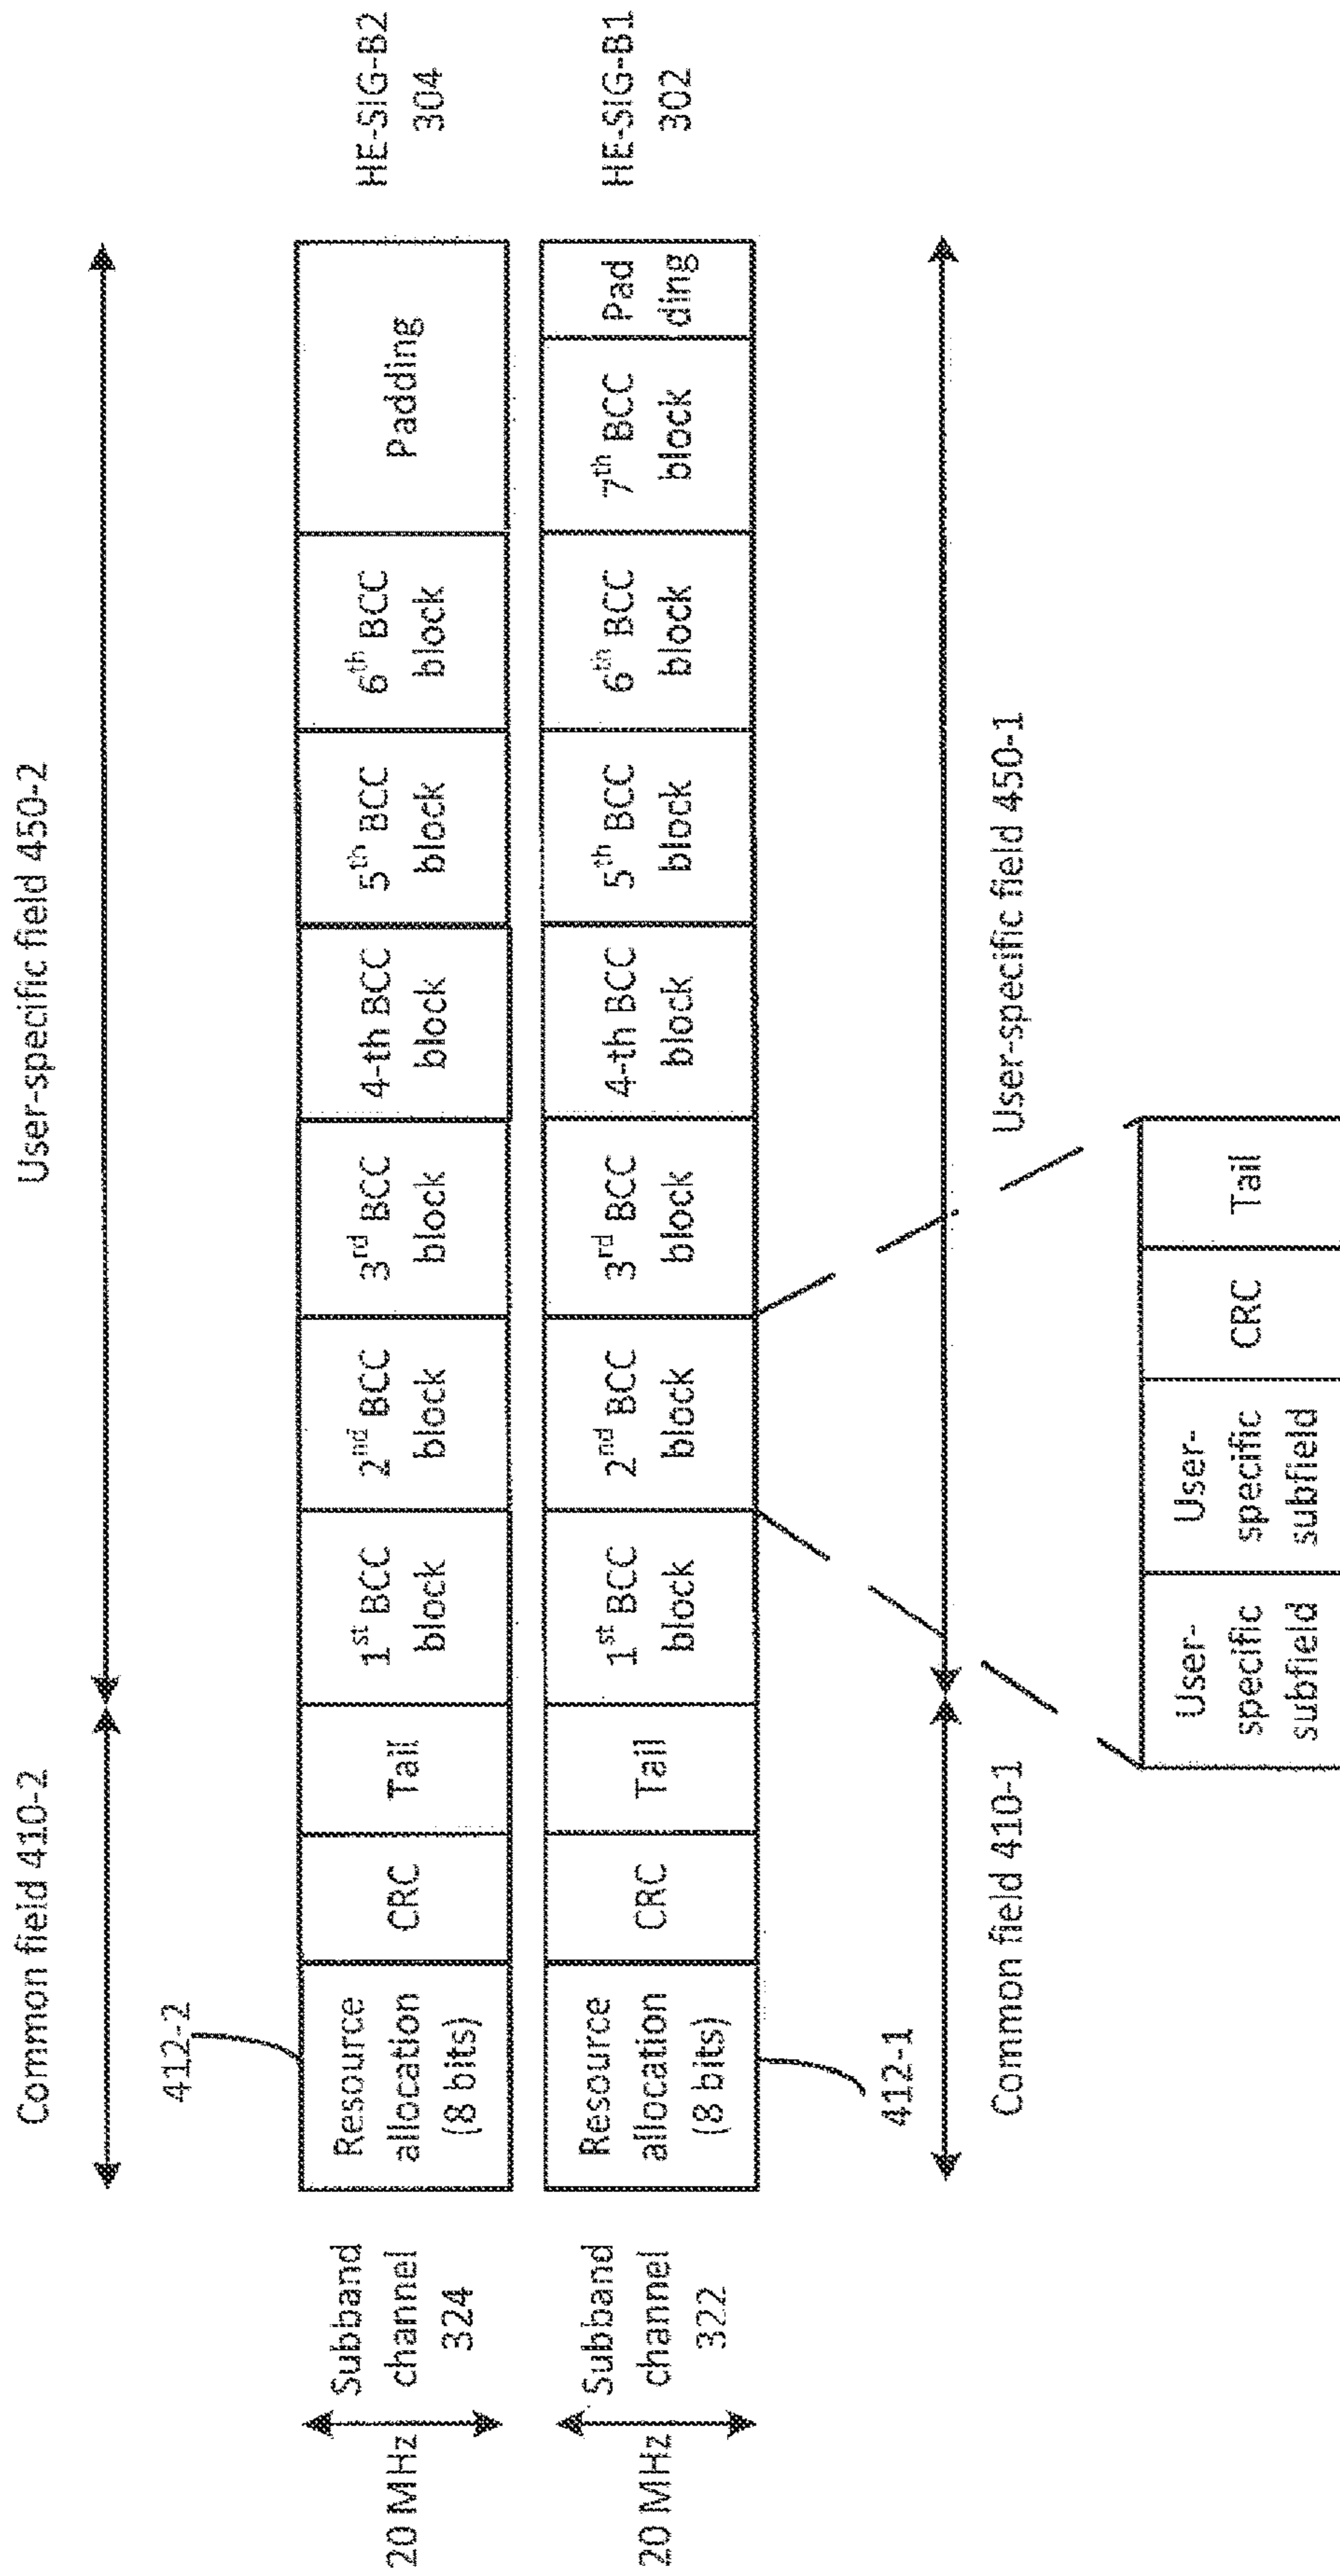 Common field 410-2
User-specific field 450-2
412-2
20 MHz
Subband
channel
324
Resource
allocation
(8 bits)
CRC
Tail
1st BCC
block
2nd BCC
block
3rd BCC
block
4-th BCC
block
5th BCC
block
6th BCC
block
Padding
HE-SIG-B2
304
20 MHz
Subband
channel
322
Resource
allocation
(8 bits)
CRC
Tail
1st BCC
block
2nd BCC
block
3rd BCC
block
4-th BCC
block
5th BCC
block
6th BCC
block
7th BCC
block
Pad
ding
HE-SIG-B1
302
412-1
Common field 410-1
User-specific field 450-1
User-
specific
subfield
User-
specific
subfield
CRC
Tail